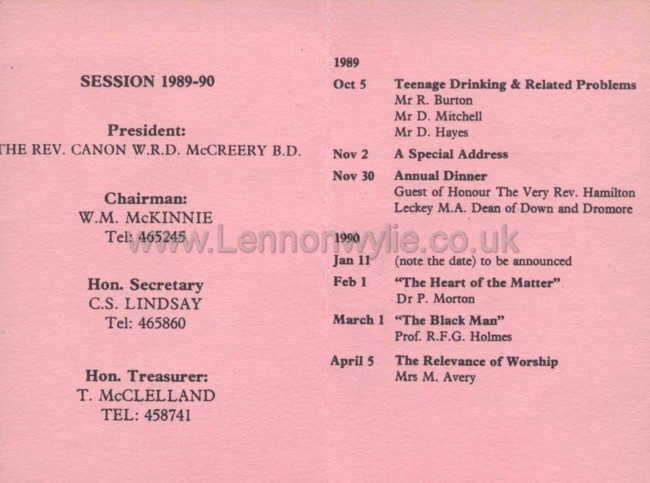 SESSION 1989-90
President:
THE REV. CANON W.R.D. McCREERY B.D.
Chairman:
W.M. McKINNIE
Tel: 465245
Hon. Secretary
C.S. LINDSAY
Tel: 465860
Hon. Treasurer:
T. McCLELLAND
TEL: 458741
1989
Oct 5 Teenage Drinking & Related Problems
Mr R. Burton
Mr D. Mitchell
Mr D. Hayes
Nov 2 A Special Address
Nov 30 Annual Dinner
Guest of Honour The Very Rev. Hamilton
Leckey M.A. Dean of Down and Dromore
www.Lennonwylie.co.uk
1990
Jan 11 (note the date) to be announced
Feb 1 “The Heart of the Matter”
Dr P. Morton
March 1 “The Black Man”
Prof. R.F.G. Holmes
April 5 The Relevance of Worship
Mrs M. Avery